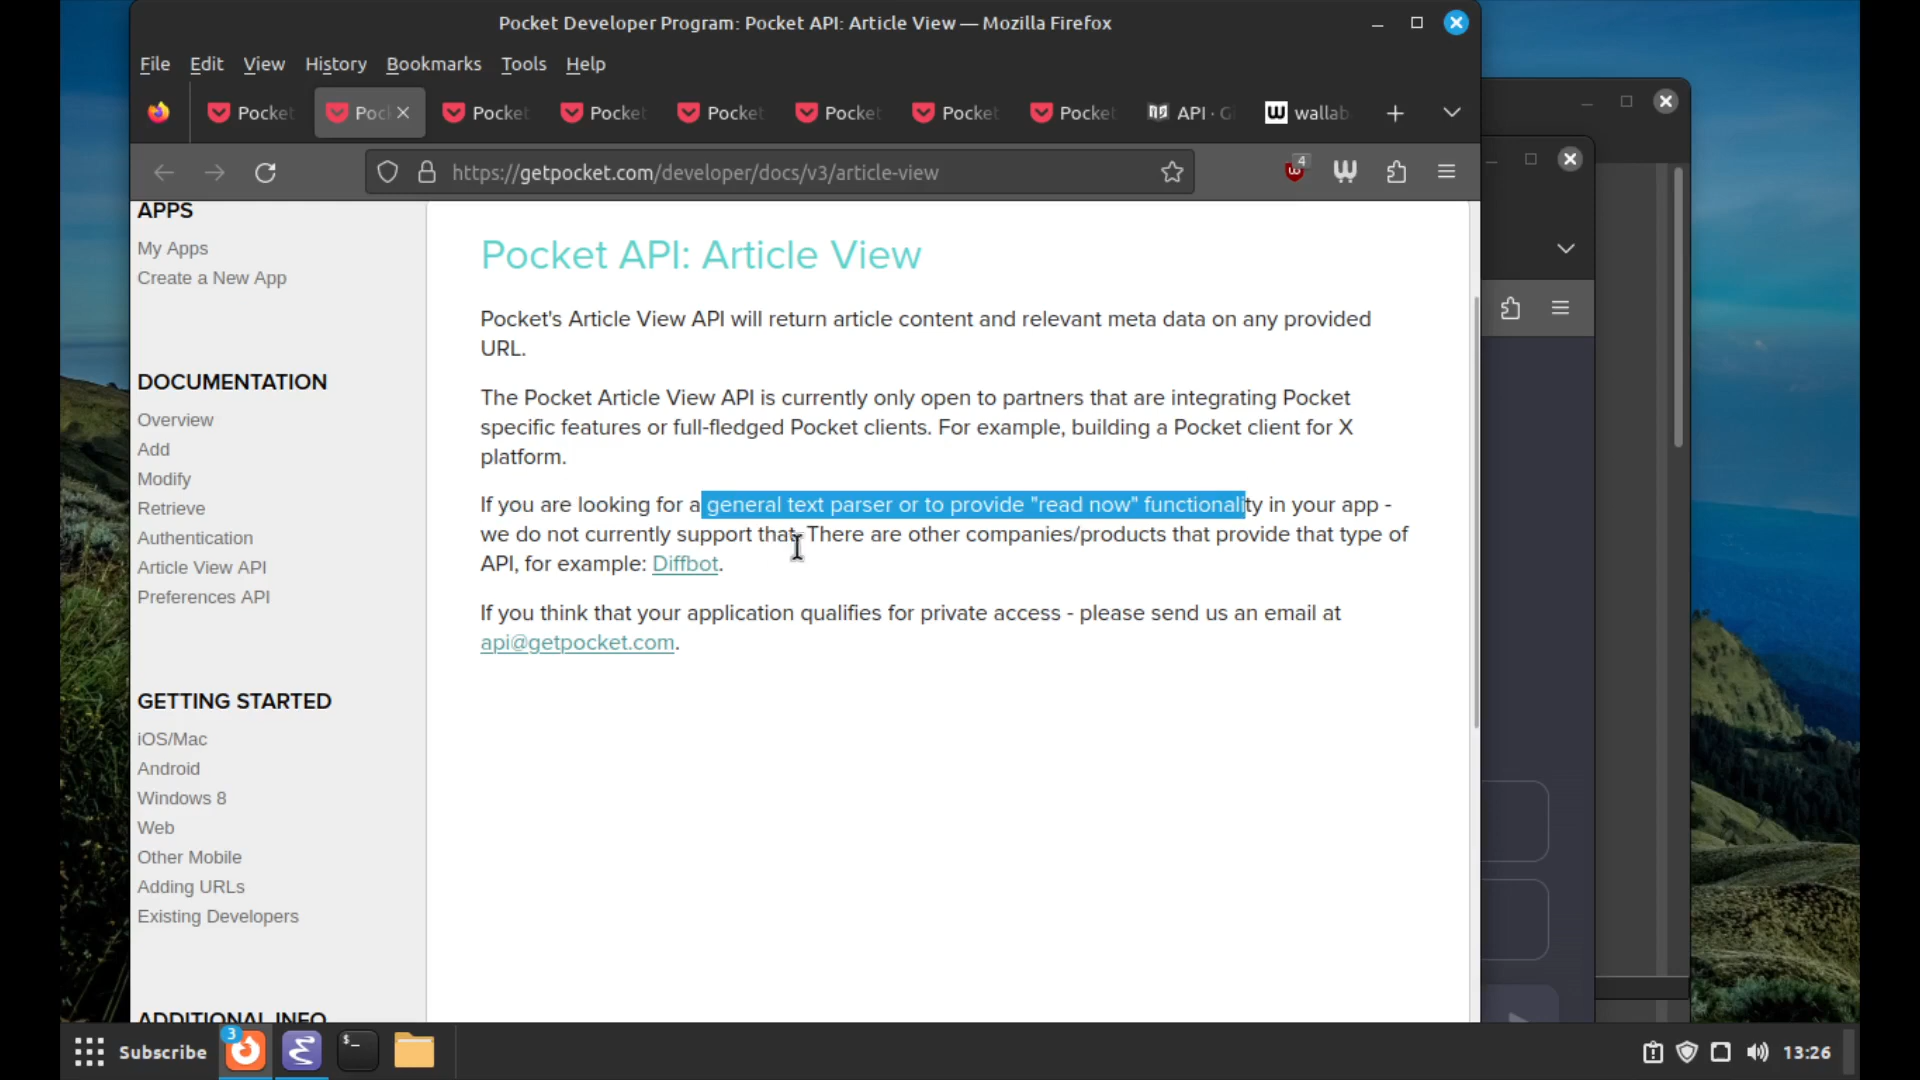 Pocket Developer Program: Pocket API: Article View — Mozilla Firefox
File Edit View History Bookmarks Tools Help
Pocket Poc Pocket Pocket Pocket Pocket Pocket Pocket API · G wallab
https://getpocket.com/developer/docs/v3/article-view
4
APPS
My Apps
Create a New App
DOCUMENTATION
Overview
Add
Modify
Retrieve
Authentication
Article View API
Preferences API
GETTING STARTED
iOS/Mac
Android
Windows 8
Web
Other Mobile
Adding URLs
Existing Developers
ADDITIONAL INFO
Pocket API: Article View
Pocket's Article View API will return article content and relevant meta data on any provided
URL.
The Pocket Article View API is currently only open to partners that are integrating Pocket
specific features or full-fledged Pocket clients. For example, building a Pocket client for X
platform.
If you are looking for a general text parser or to provide "read now" functionality in your app -
we do not currently support that. There are other companies/products that provide that type of
API, for example: Diffbot.
If you think that your application qualifies for private access - please send us an email at
api@getpocket.com.
Subscribe
3
$_
13:26